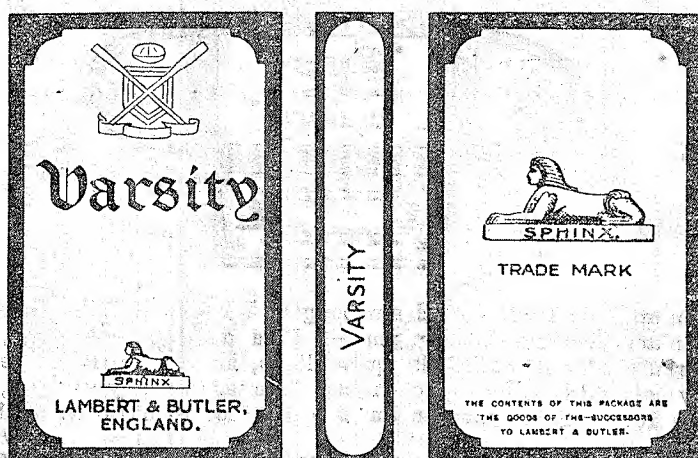 Varsity
SPHINX
LAMBERT & BUTLER,
ENGLAND.
VARSITY
SPHINX.
TRADE MARK
THE CONTENTS OF THIS PACKAGE ARE
THE GOODS OF THE SUCCESSORS
TO LAMBERT & BUTLER.